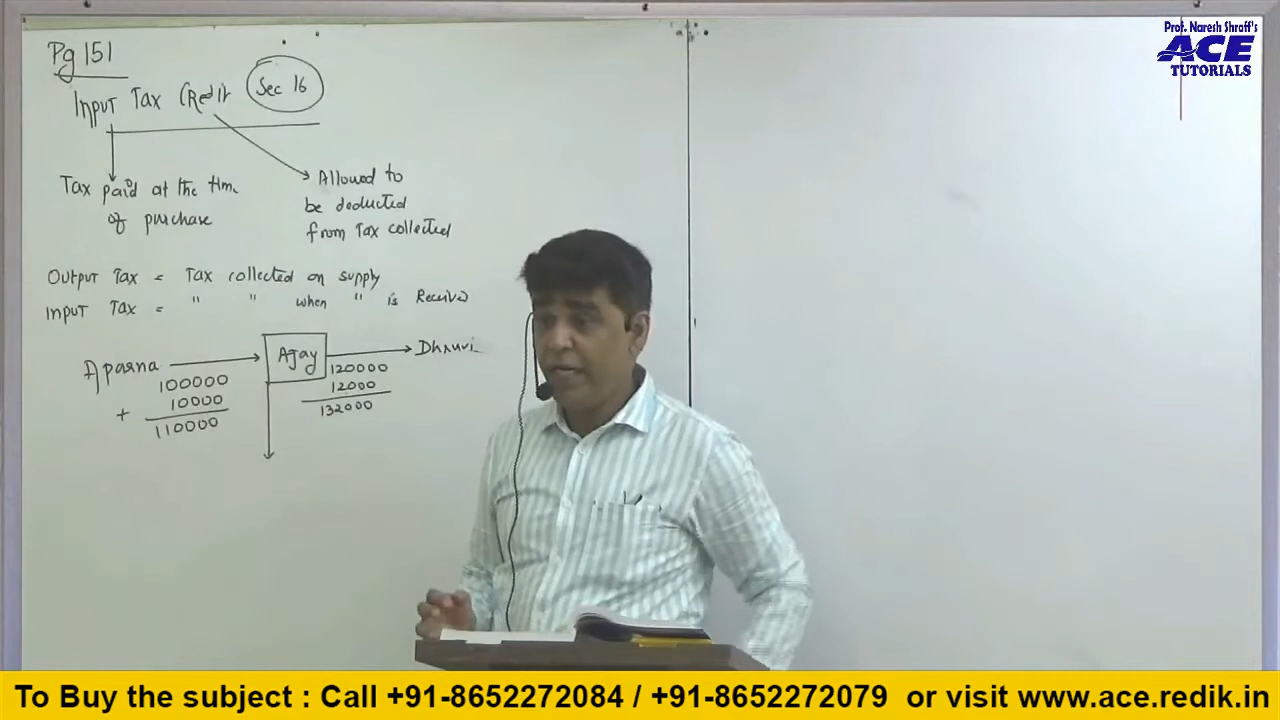 Pg 151
Input Tax Credit Sec 16
Tax paid at the time
of purchase
Allowed to
be deducted
from Tax collected
Output Tax = Tax collected on supply
Input Tax = " " when " is Received
Aparna
100000
+ 10000
110000
Ajay
120000
12000
132000
Dhruvi
Prof. Naresh Shroff's
ACE
TUTORIALS
To Buy the subject : Call +91-8652272084 / +91-8652272079 or visit www.ace.redik.in